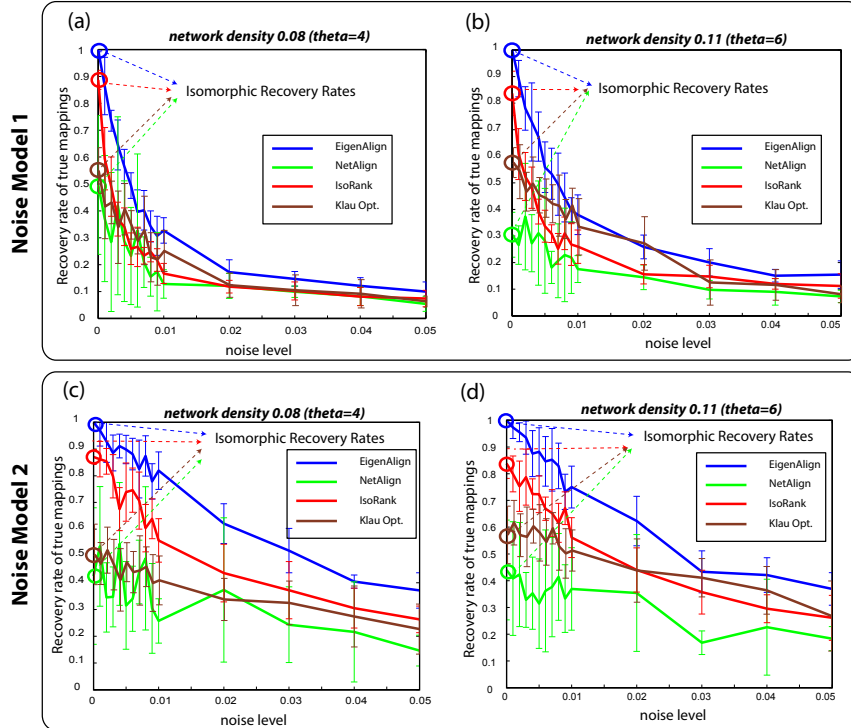 Noise Model 1
(a)
network density 0.08 (theta=4)
Recovery rate of true mappings
1
0.9
0.8
0.7
0.6
0.5
0.4
0.3
0.2
0.1
0
Isomorphic Recovery Rates
EigenAlign
NetAlign
IsoRank
Klau Opt.
0 0.01 0.02 0.03 0.04 0.05
noise level
(b)
network density 0.11 (theta=6)
Recovery rate of true mappings
1
0.9
0.8
0.7
0.6
0.5
0.4
0.3
0.2
0.1
0
Isomorphic Recovery Rates
EigenAlign
NetAlign
IsoRank
Klau Opt.
0 0.01 0.02 0.03 0.04 0.05
noise level
Noise Model 2
(c)
network density 0.08 (theta=4)
Recovery rate of true mappings
1
0.9
0.8
0.7
0.6
0.5
0.4
0.3
0.2
0.1
0
Isomorphic Recovery Rates
EigenAlign
NetAlign
IsoRank
Klau Opt.
0 0.01 0.02 0.03 0.04 0.05
noise level
(d)
network density 0.11 (theta=6)
Recovery rate of true mappings
1
0.9
0.8
0.7
0.6
0.5
0.4
0.3
0.2
0.1
0
Isomorphic Recovery Rates
EigenAlign
NetAlign
IsoRank
Klau Opt.
0 0.01 0.02 0.03 0.04 0.05
noise level